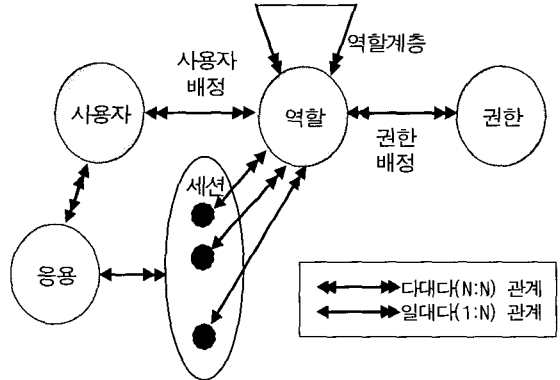 역할계층
사용자
배정
사용자
역할
권한
권한
배정
세션
응용
다대다(N:N) 관계
일대다(1:N) 관계